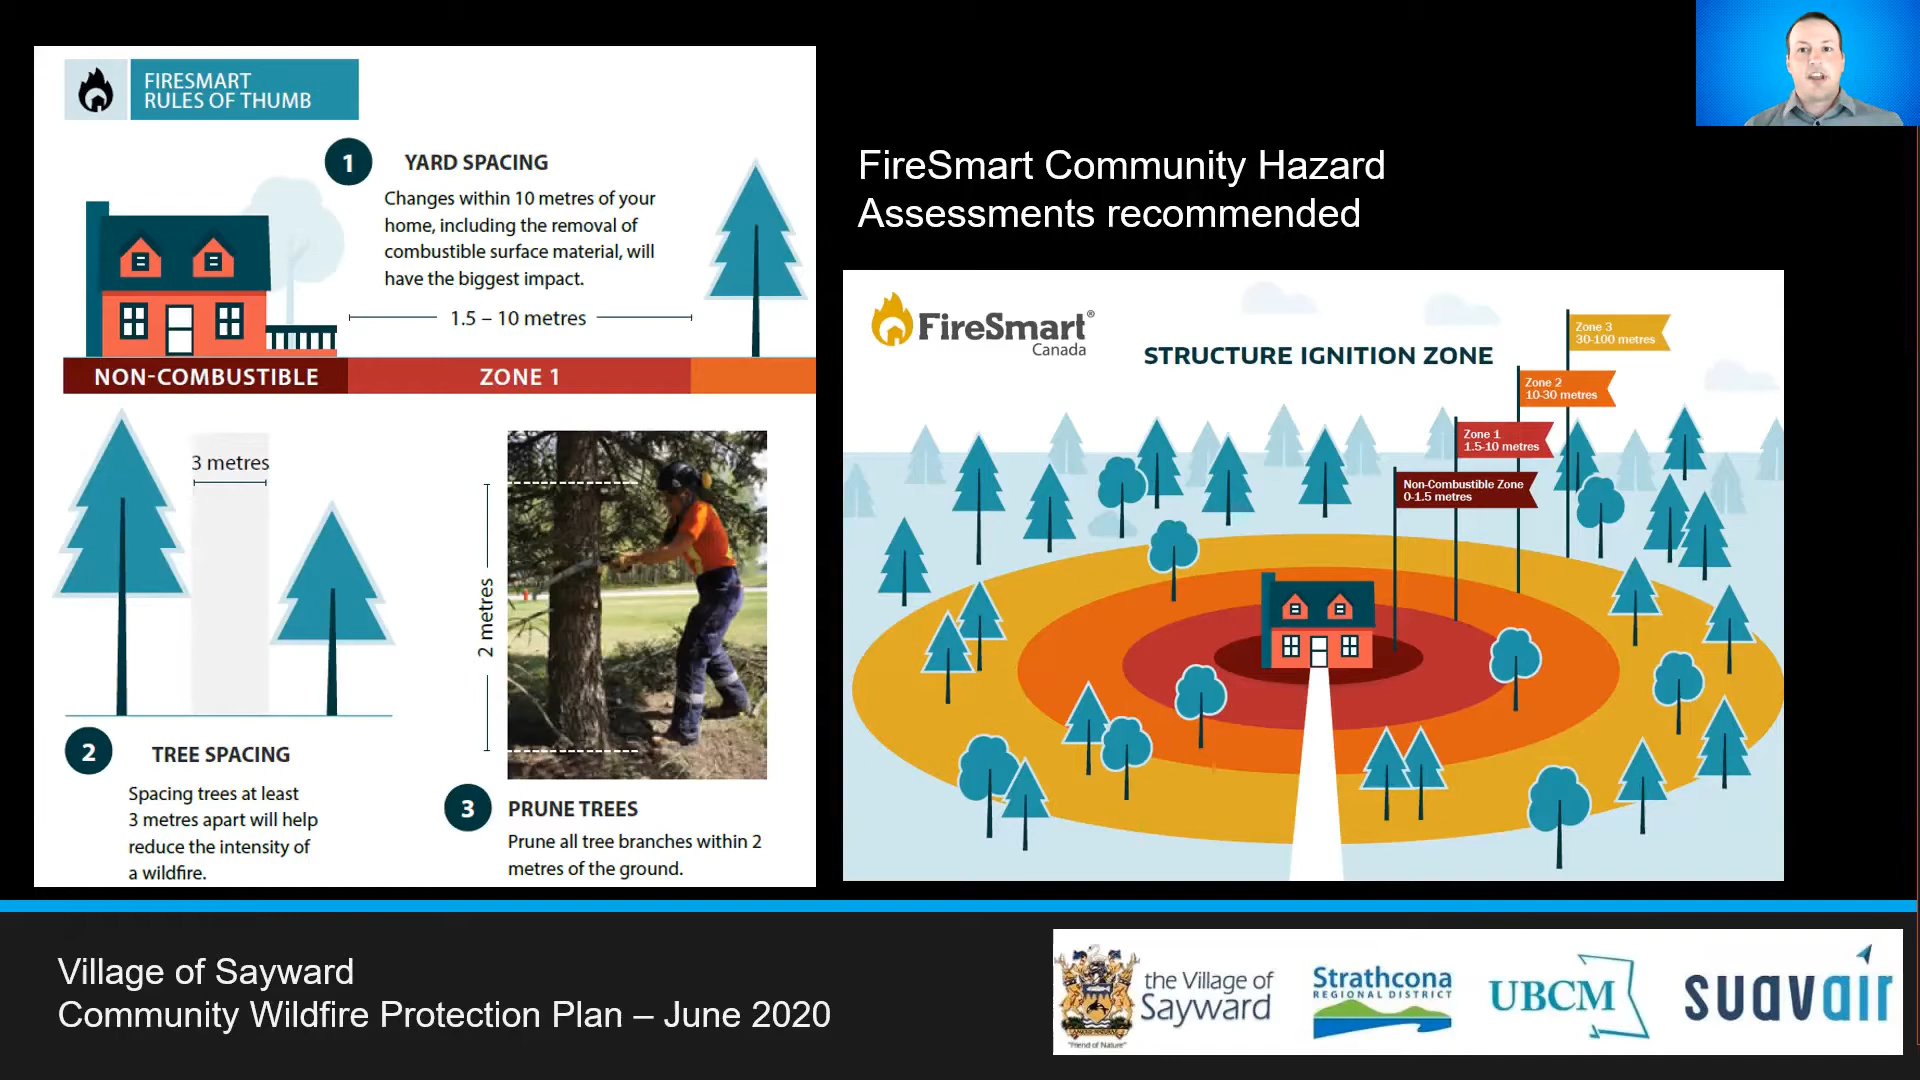 FIRESMART
RULES OF THUMB
1
YARD SPACING
Changes within 10 metres of your
home, including the removal of
combustible surface material, will
have the biggest impact.
1.5 – 10 metres
NON-COMBUSTIBLE
ZONE 1
3 metres
2 metres
2
TREE SPACING
Spacing trees at least
3 metres apart will help
reduce the intensity of
a wildfire.
3
PRUNE TREES
Prune all tree branches within 2
metres of the ground.
FireSmart Community Hazard
Assessments recommended
FireSmart®
Canada
STRUCTURE IGNITION ZONE
Zone 3
30-100 metres
Zone 2
10-30 metres
Zone 1
1.5-10 metres
Non-Combustible Zone
0-1.5 metres
Village of Sayward
Community Wildfire Protection Plan – June 2020
the Village of
Sayward
"Friend of Nature"
Strathcona
REGIONAL DISTRICT
UBCM
suavair